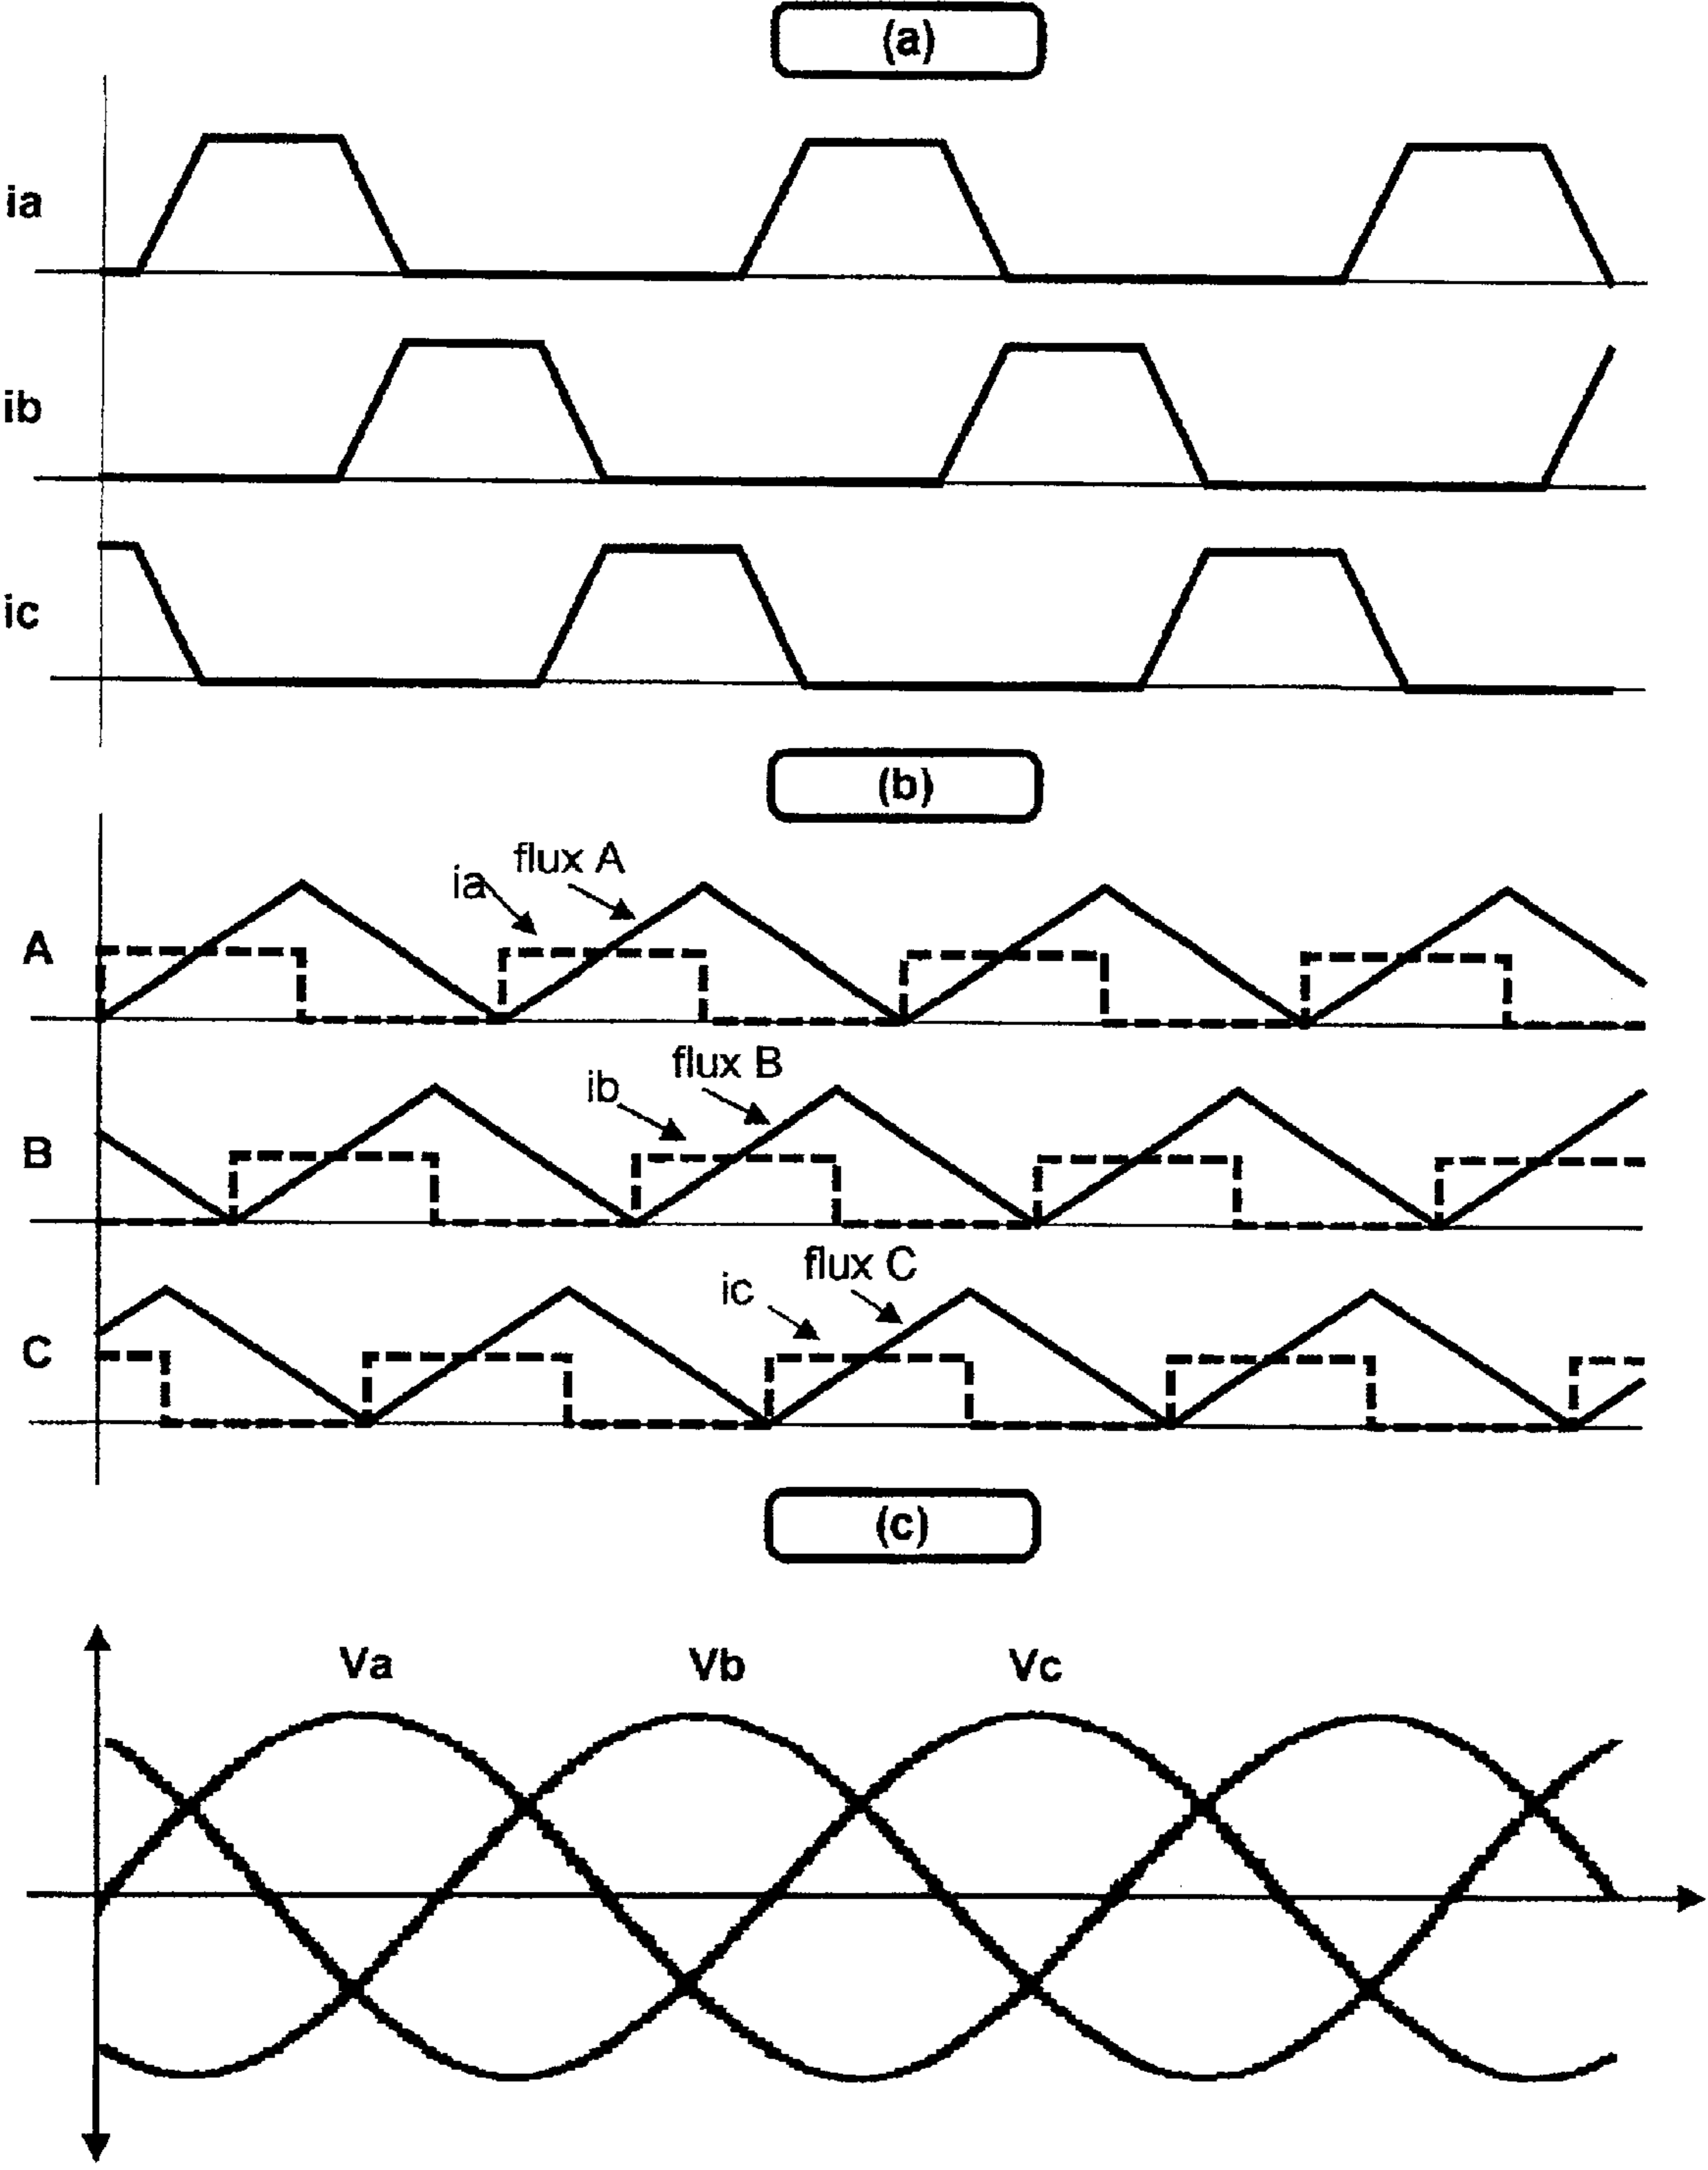 (a)
ia
ib
ic
(b)
flux A
ia
A
flux B
ib
B
flux C
ic
C
(c)
Va Vb Vc